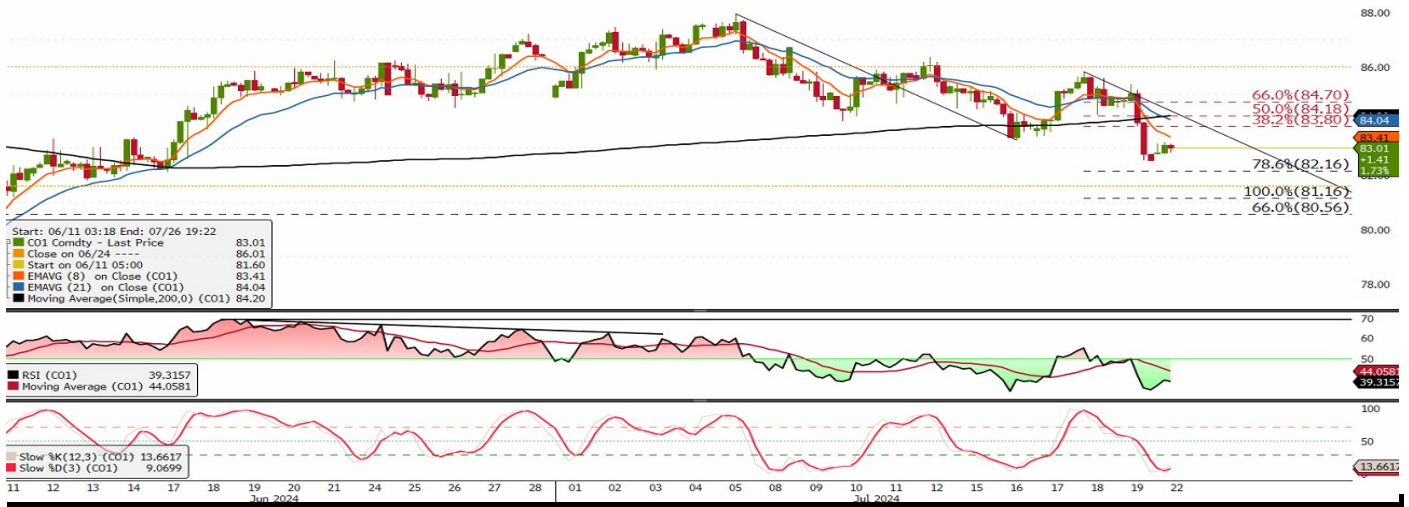 88.00
86.00
66.0%(84.70)
50.0%(84.18)
84.04
38.2%(83.80)
83.41
83.01
+1.41
1.73%
78.6%(82.16)
82.00
100.0%(81.16)
66.0%(80.56)
80.00
78.00
Start: 06/11 03:18 End: 07/26 19:22
CO1 Comdty - Last Price 83.01
Close on 06/24 ---- 86.01
Start on 06/11 05:00 81.60
EMAVG (8) on Close (CO1) 83.41
EMAVG (21) on Close (CO1) 84.04
Moving Average(Simple,200,0) (CO1) 84.20
70
60
50
44.0581
39.3157
RSI (CO1) 39.3157
Moving Average (CO1) 44.0581
100
50
13.6617
Slow %K(12,3) (CO1) 13.6617
Slow %D(3) (CO1) 9.0699
11 12 13 14 17 18 20 21 24 25 26 27 28 01 02 03 04 05 08 09 10 11 12 15 16 17 18 19 22
Jun 2024 Jul 2024